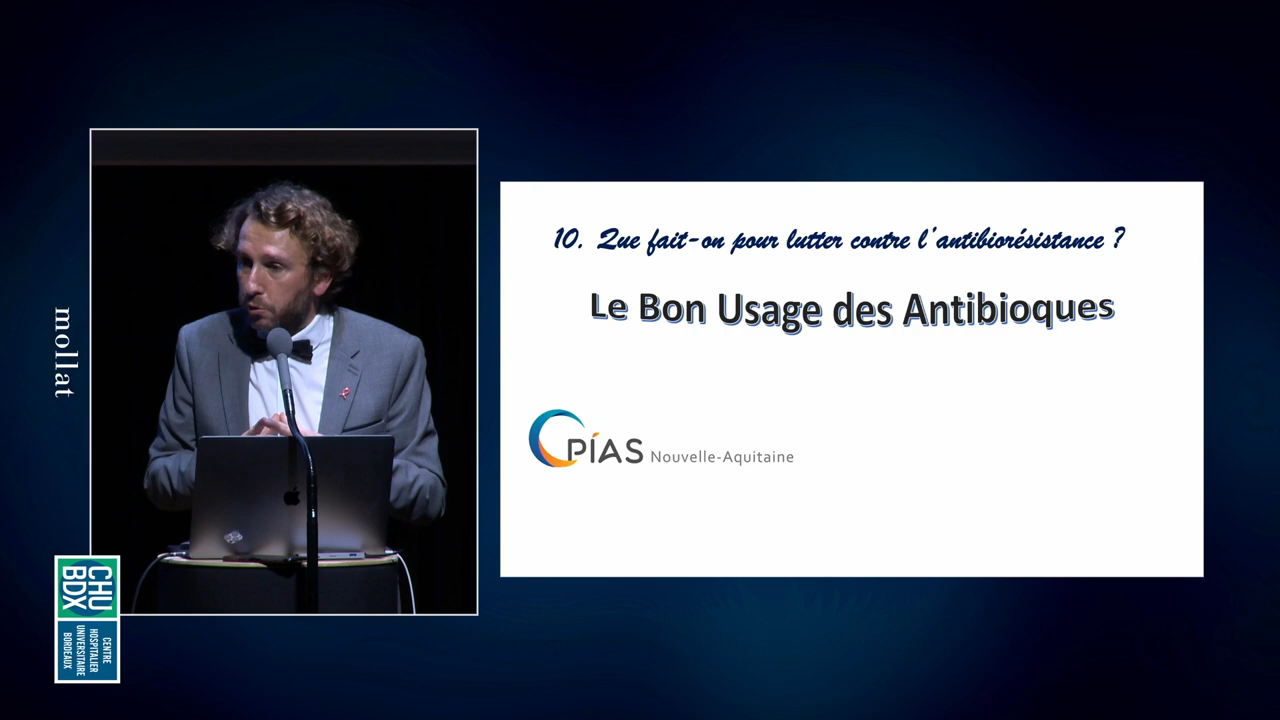 10. Que fait-on pour lutter contre l'antibiorésistance ?
Le Bon Usage des Antibioques
CPÍAS Nouvelle-Aquitaine
mollat
CHU
BDX
CENTRE
HOSPITALIER
UNIVERSITAIRE
BORDEAUX